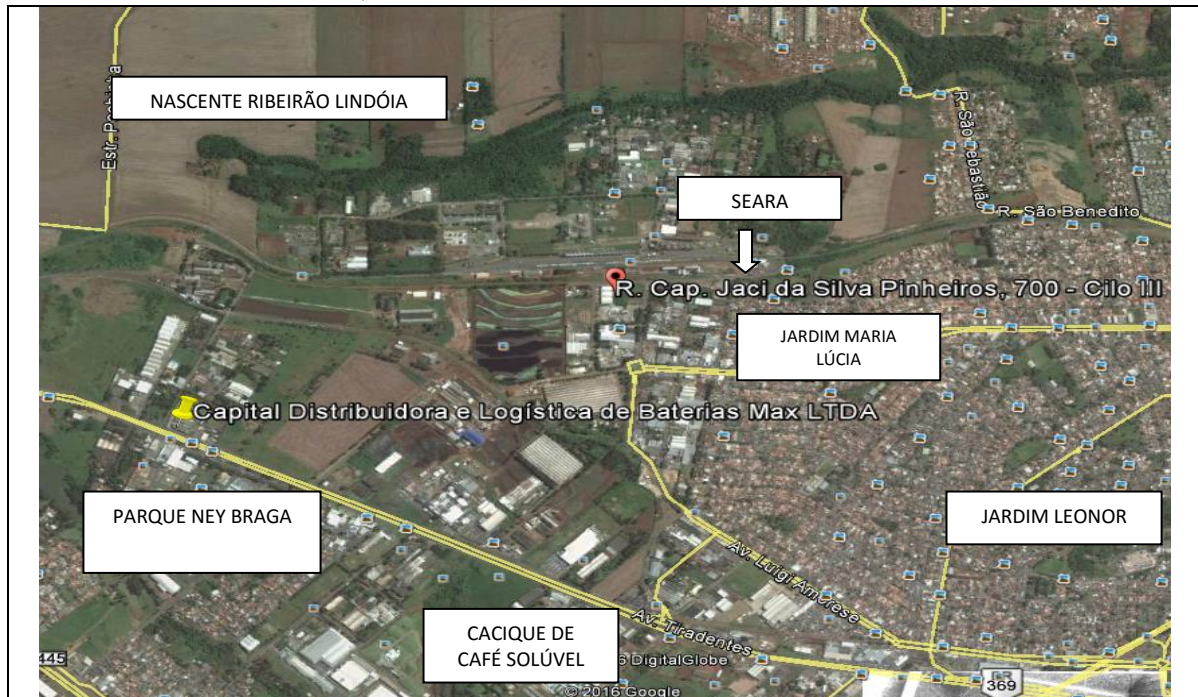 NASCENTE RIBEIRÃO LINDÓIA
R. São Sebastião
SEARA
R. São Benedito
R. Cap. Jaci da Silva Pinheiros, 700 - Cilo III
JARDIM MARIA
LÚCIA
Capital Distribuidora e Logística de Baterias Max LTDA
PARQUE NEY BRAGA
JARDIM LEONOR
Av. Luigi Amorese
Av. Tiradentes
CACIQUE DE
CAFÉ SOLÚVEL
445
DigitalGlobe
369
© 2016 Google